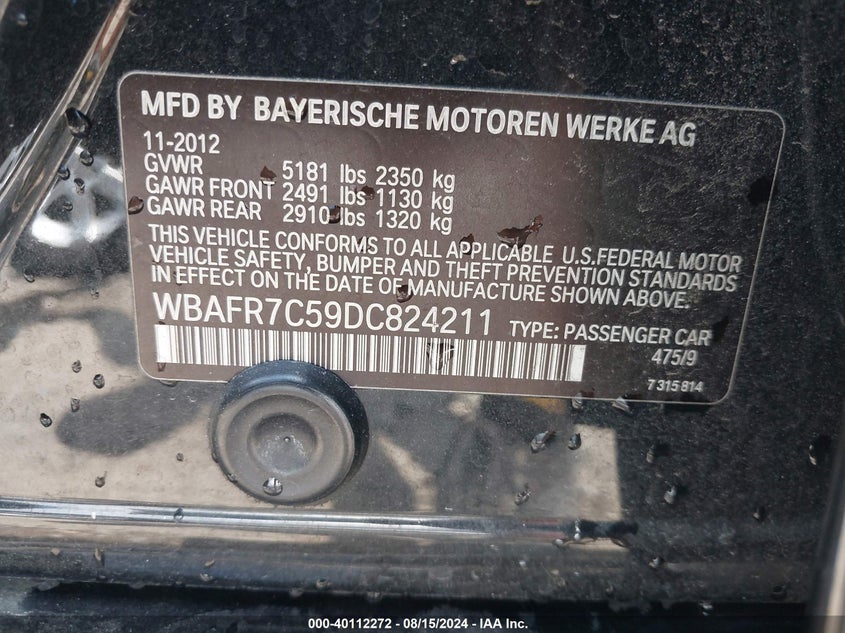 MFD BY BAYERISCHE MOTOREN WERKE AG
11-2012
GVWR 5181 lbs 2350 kg
GAWR FRONT 2491 lbs 1130 kg
GAWR REAR 2910 lbs 1320 kg
THIS VEHICLE CONFORMS TO ALL APPLICABLE U.S.FEDERAL MOTOR
VEHICLE SAFETY, BUMPER AND THEFT PREVENTION STANDARDS
IN EFFECT ON THE DATE OF MANUFACTURE SHOWN ABOVE.
WBAFR7C59DC824211 TYPE: PASSENGER CAR
475/9
7 315 814
000-40112272 - 08/15/2024 - IAA Inc.